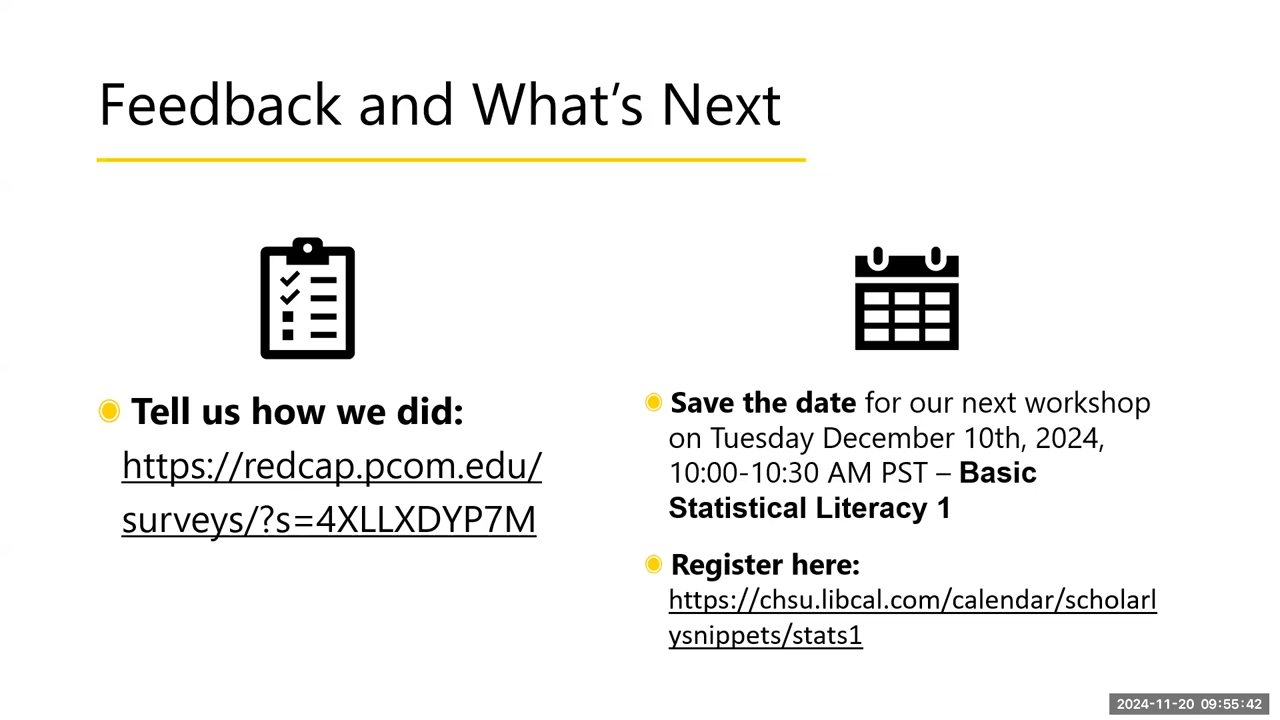 Feedback and What's Next
Tell us how we did:
https://redcap.pcom.edu/
surveys/?s=4XLLXDYP7M
Save the date for our next workshop
on Tuesday December 10th, 2024,
10:00-10:30 AM PST – Basic
Statistical Literacy 1
Register here:
https://chsu.libcal.com/calendar/scholarl
ysnippets/stats1
2024-11-20 09:55:42